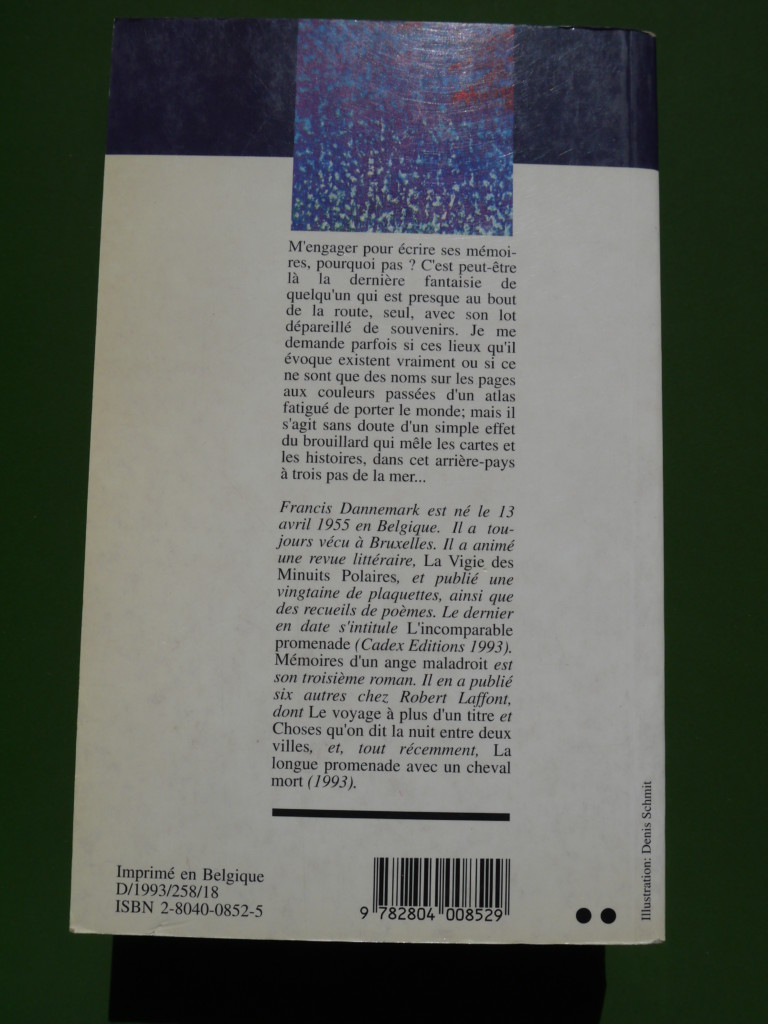 M'engager pour écrire ses mémoi-
res, pourquoi pas ? C'est peut-être
là la dernière fantaisie de
quelqu'un qui est presque au bout
de la route, seul, avec son lot
dépareillé de souvenirs. Je me
demande parfois si ces lieux qu'il
évoque existent vraiment ou si ce
ne sont que des noms sur les pages
aux couleurs passées d'un atlas
fatigué de porter le monde; mais il
s'agit sans doute d'un simple effet
du brouillard qui mêle les cartes et
les histoires, dans cet arrière-pays
à trois pas de la mer...
Francis Dannemark est né le 13
avril 1955 en Belgique. Il a tou-
jours vécu à Bruxelles. Il a animé
une revue littéraire, La Vigie des
Minuits Polaires, et publié une
vingtaine de plaquettes, ainsi que
des recueils de poèmes. Le dernier
en date s'intitule L'incomparable
promenade (Cadex Editions 1993).
Mémoires d'un ange maladroit est
son troisième roman. Il en a publié
six autres chez Robert Laffont,
dont Le voyage à plus d'un titre et
Choses qu'on dit la nuit entre deux
villes, et, tout récemment, La
longue promenade avec un cheval
mort (1993).
Imprimé en Belgique
D/1993/258/18
ISBN 2-8040-0852-5
9 782804 008529
Illustration: Denis Schmit